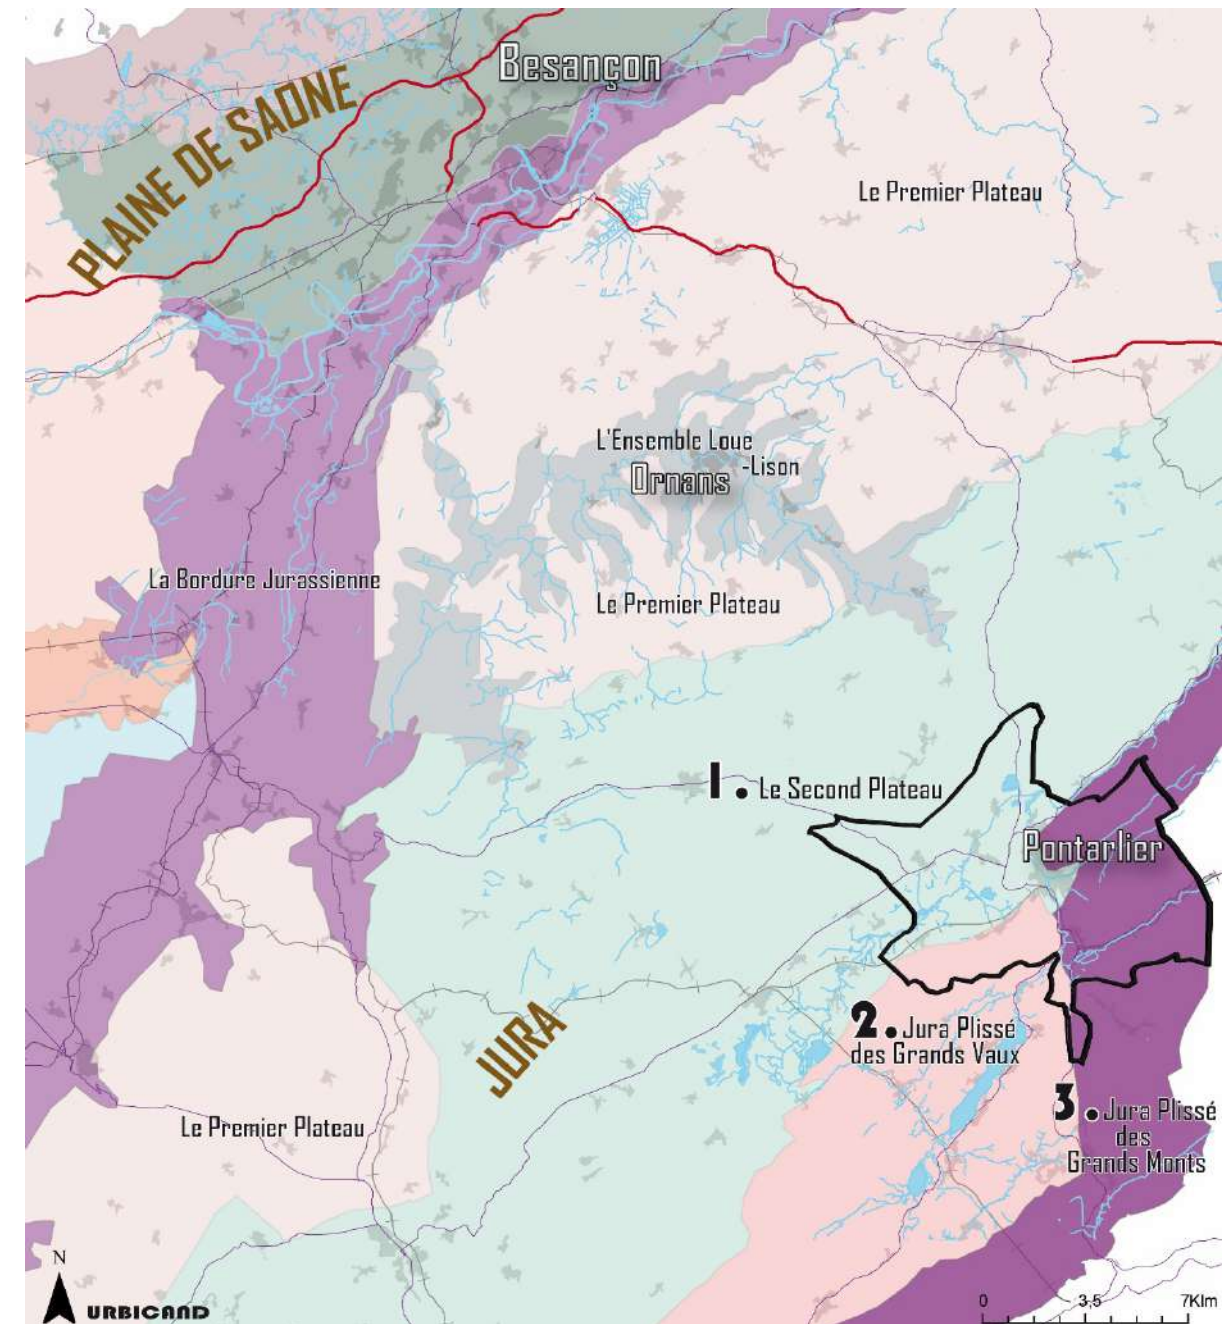 Besançon
PLAINE DE SAONE
Le Premier Plateau
L'Ensemble Loue
-Lison
Ornans
La Bordure Jurassienne
Le Premier Plateau
1. Le Second Plateau
Pontarlier
JURA
2. Jura Plissé
des Grands Vaux
3. Jura Plissé
des
Grands Monts
Le Premier Plateau
N
URBICAND
0 3,5 7Klm